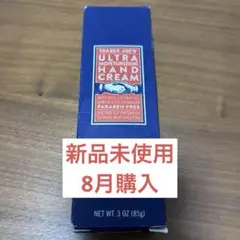 TRADER JOE'S
ULTRA
MOISTURIZING
HAND
CREAM
PARABEN FREE
新品未使用
8月購入
NET WT. 3 OZ (85g)